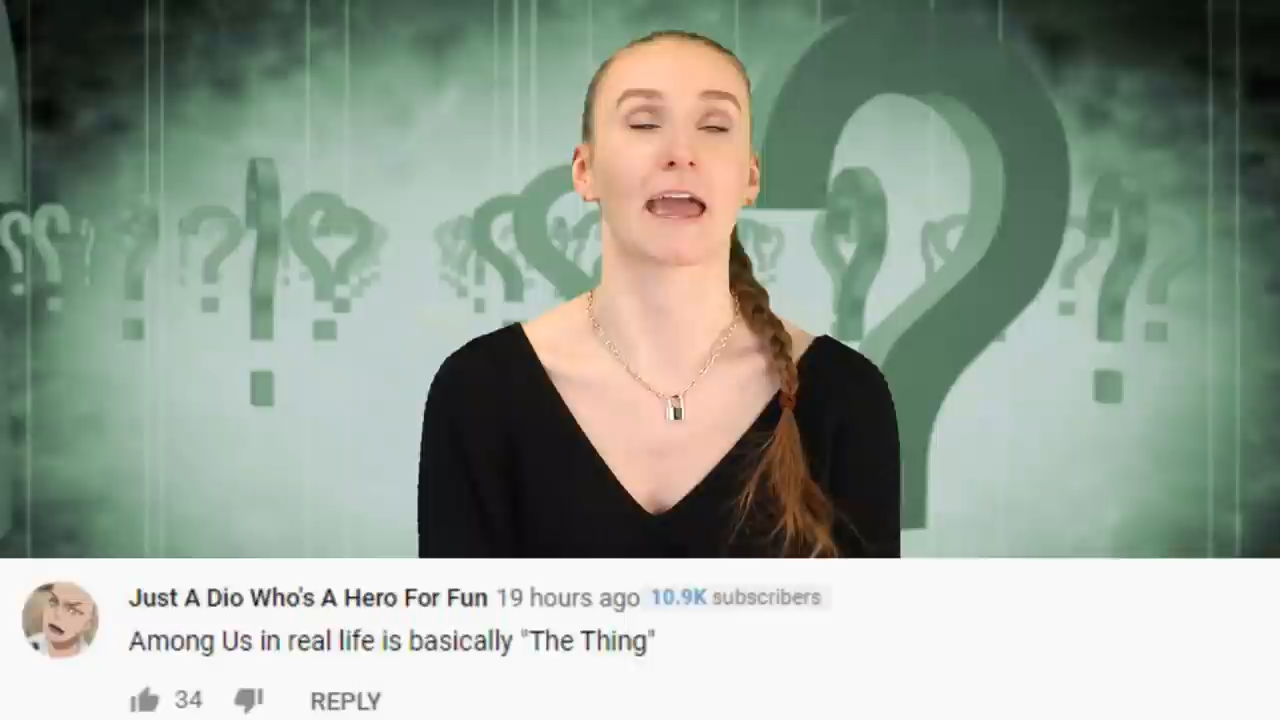 Just A Dio Who's A Hero For Fun 19 hours ago 10.9K subscribers
Among Us in real life is basically "The Thing"
34 REPLY